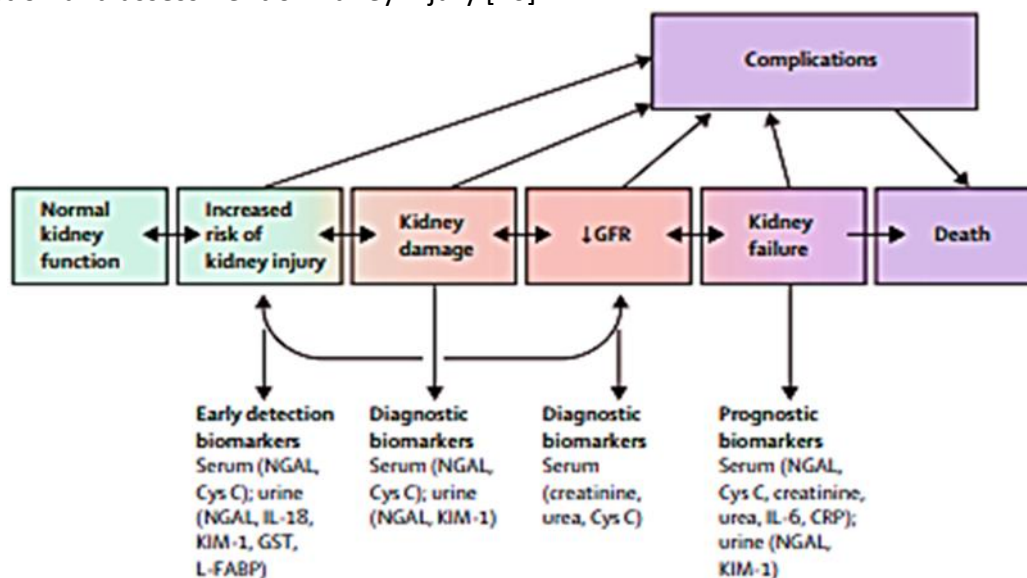 Complications
Normal
kidney
function
Increased
risk of
kidney injury
Kidney
damage
↓GFR
Kidney
failure
Death
Early detection
biomarkers
Serum (NGAL,
Cys C); urine
(NGAL, IL-18,
KIM-1, GST,
L-FABP)
Diagnostic
biomarkers
Serum (NGAL,
Cys C); urine
(NGAL, KIM-1)
Diagnostic
biomarkers
Serum
(creatinine,
urea, Cys C)
Prognostic
biomarkers
Serum (NGAL,
Cys C, creatinine,
urea, IL-6, CRP);
urine (NGAL,
KIM-1)